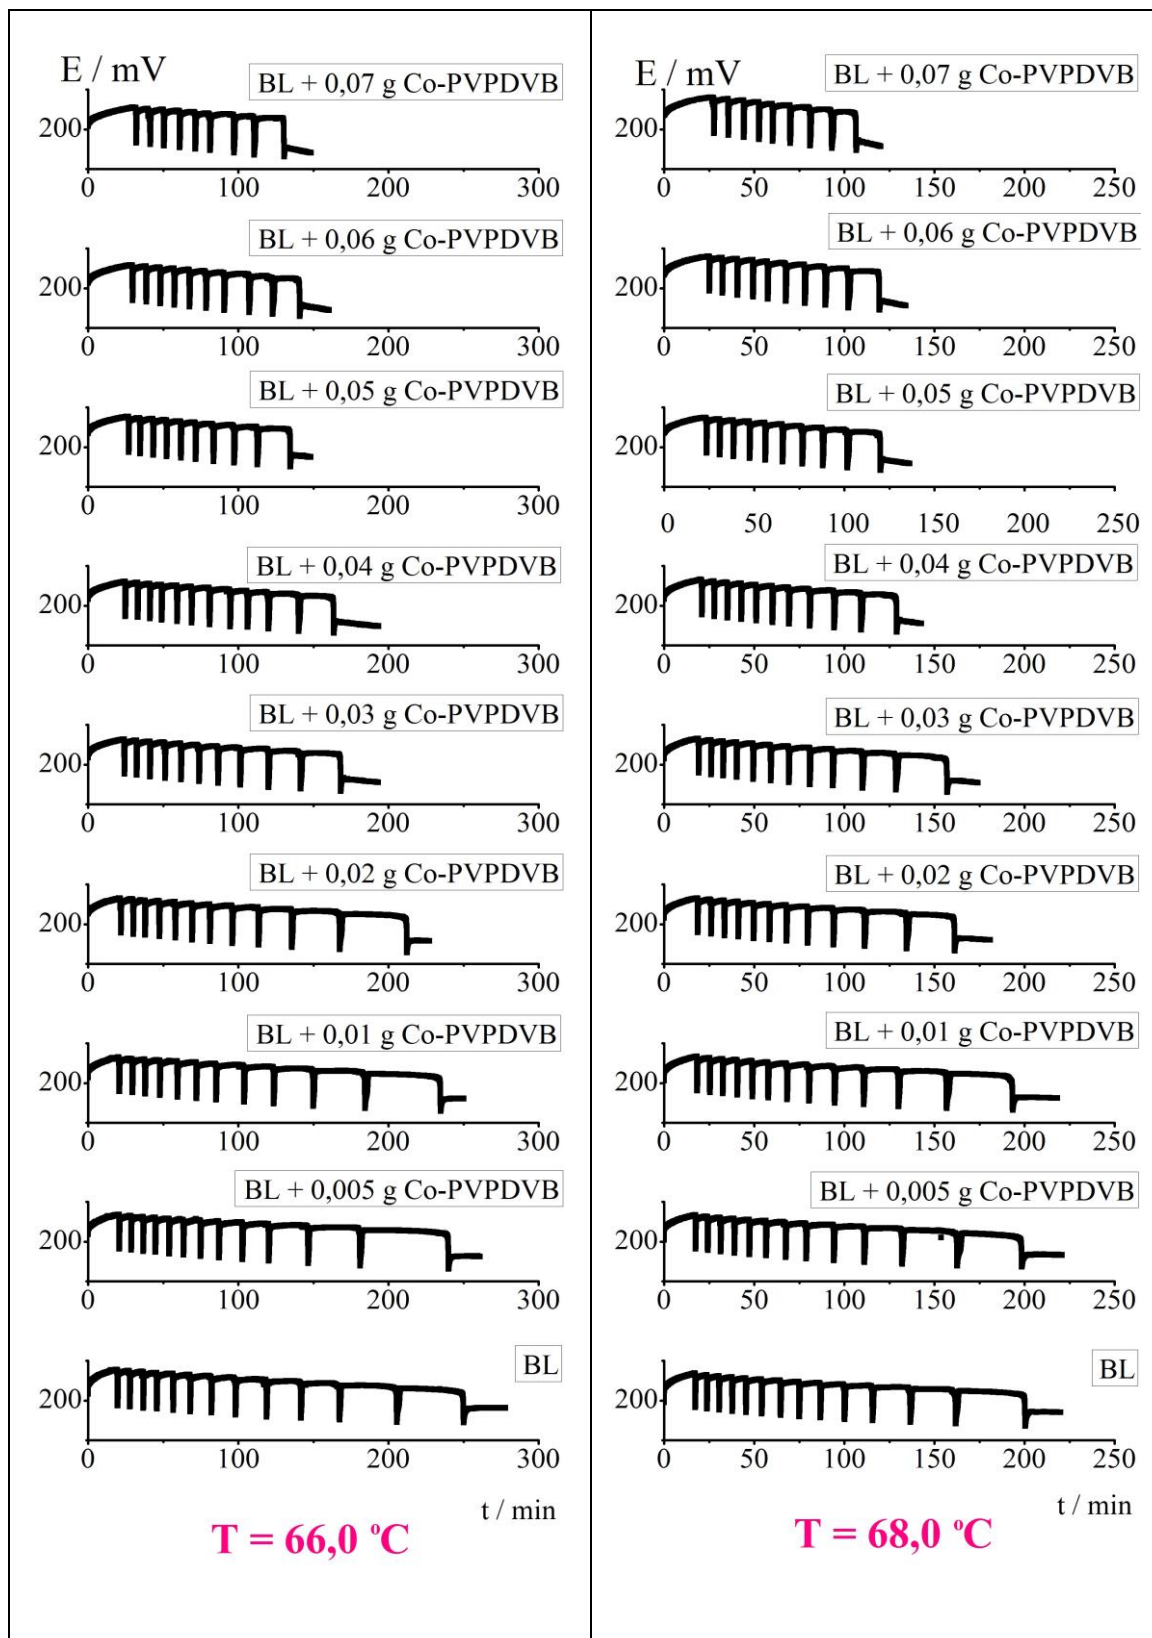 E / mV
BL + 0,07 g Co-PVPDVB
200
0 100 200 300
BL + 0,06 g Co-PVPDVB
200
0 100 200 300
BL + 0,05 g Co-PVPDVB
200
0 100 200 300
BL + 0,04 g Co-PVPDVB
200
0 100 200 300
BL + 0,03 g Co-PVPDVB
200
0 100 200 300
BL + 0,02 g Co-PVPDVB
200
0 100 200 300
BL + 0,01 g Co-PVPDVB
200
0 100 200 300
BL + 0,005 g Co-PVPDVB
200
0 100 200 300
BL
200
0 100 200 300
t / min
T = 66,0 °C
E / mV
BL + 0,07 g Co-PVPDVB
200
0 50 100 150 200 250
BL + 0,06 g Co-PVPDVB
200
0 50 100 150 200 250
BL + 0,05 g Co-PVPDVB
200
0 50 100 150 200 250
BL + 0,04 g Co-PVPDVB
200
0 50 100 150 200 250
BL + 0,03 g Co-PVPDVB
200
0 50 100 150 200 250
BL + 0,02 g Co-PVPDVB
200
0 50 100 150 200 250
BL + 0,01 g Co-PVPDVB
200
0 50 100 150 200 250
BL + 0,005 g Co-PVPDVB
200
0 50 100 150 200 250
BL
200
0 50 100 150 200 250
t / min
T = 68,0 °C